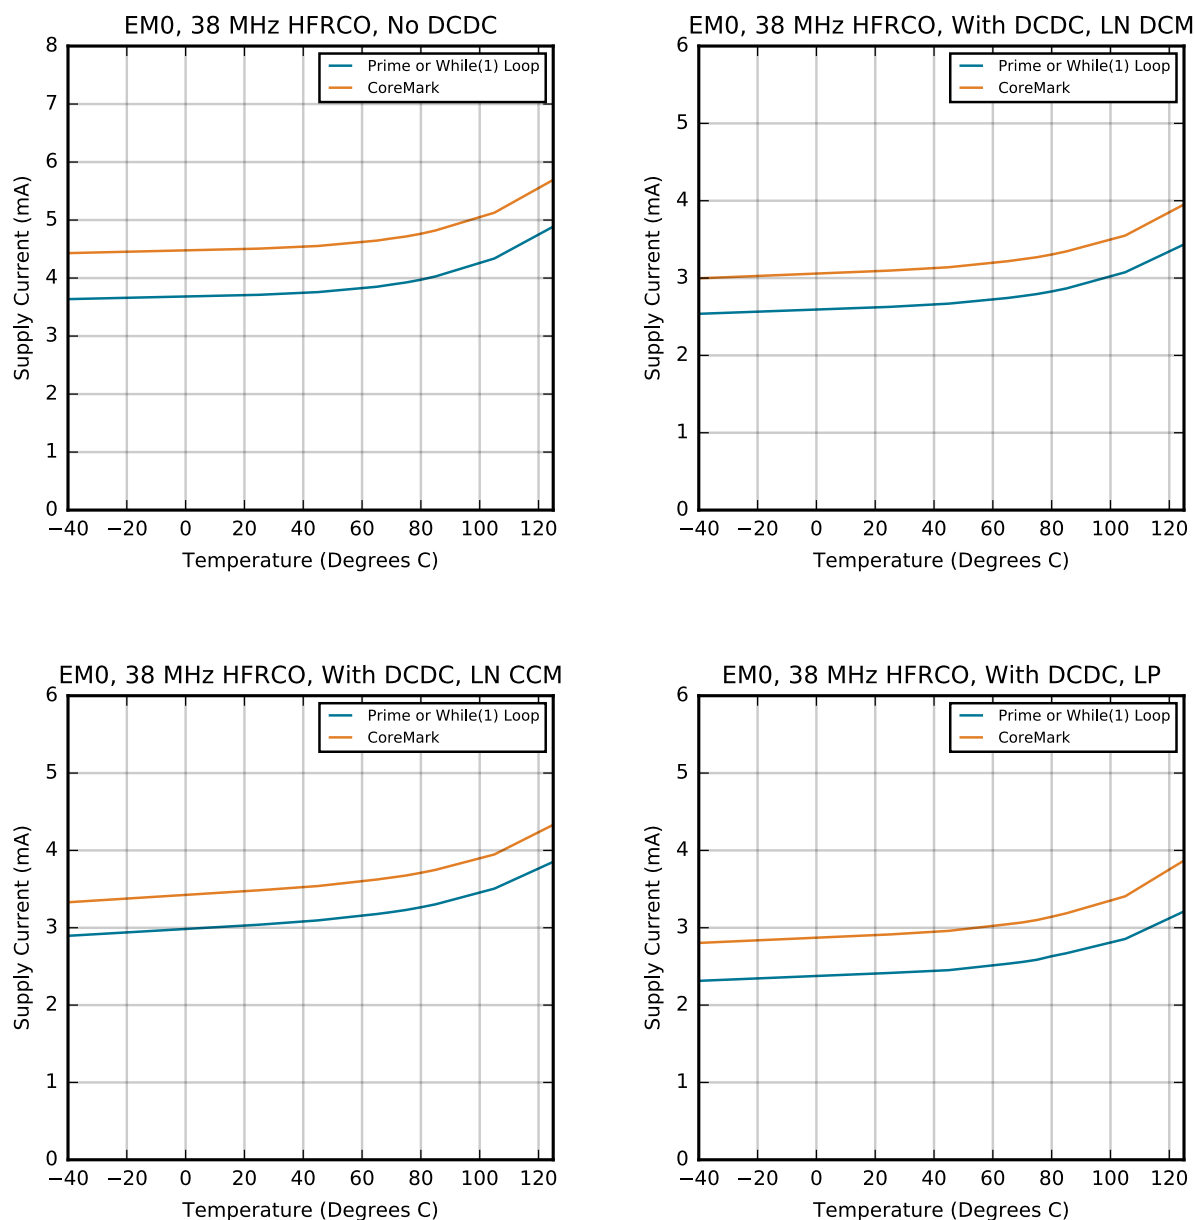 EM0, 38 MHz HFRCO, No DCDC
8
7
6
5
4
3
2
1
0
Supply Current (mA)
Prime or While(1) Loop
CoreMark
−40 −20 0 20 40 60 80 100 120
Temperature (Degrees C)
EM0, 38 MHz HFRCO, With DCDC, LN DCM
6
5
4
3
2
1
0
Supply Current (mA)
Prime or While(1) Loop
CoreMark
−40 −20 0 20 40 60 80 100 120
Temperature (Degrees C)
EM0, 38 MHz HFRCO, With DCDC, LN CCM
6
5
4
3
2
1
0
Supply Current (mA)
Prime or While(1) Loop
CoreMark
−40 −20 0 20 40 60 80 100 120
Temperature (Degrees C)
EM0, 38 MHz HFRCO, With DCDC, LP
6
5
4
3
2
1
0
Supply Current (mA)
Prime or While(1) Loop
CoreMark
−40 −20 0 20 40 60 80 100 120
Temperature (Degrees C)